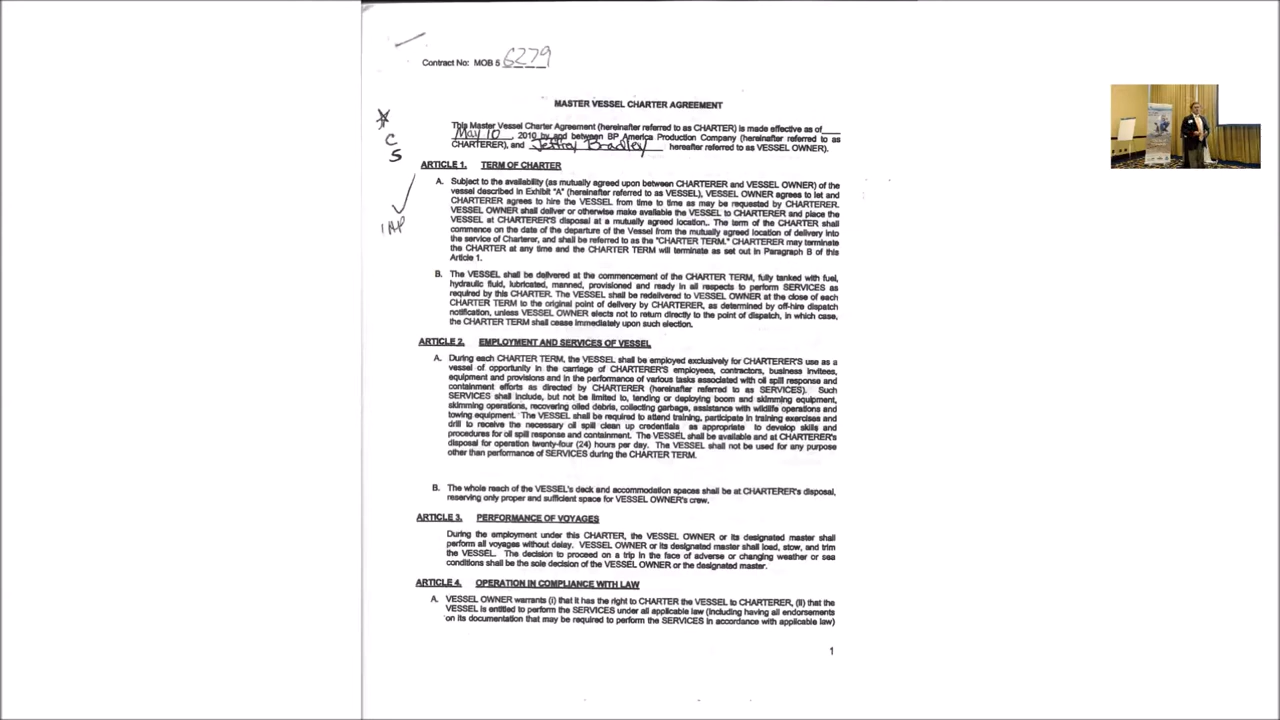 Contract No: MOB 5 6279
MASTER VESSEL CHARTER AGREEMENT
This Master Vessel Charter Agreement (hereinafter referred to as CHARTER) is made effective as of
May 10, 2010 by and between BP America Production Company (hereinafter referred to as
CHARTERER), and Jeffrey Bradley hereafter referred to as VESSEL OWNER).
C
S
ARTICLE 1. TERM OF CHARTER
A. Subject to the availability (as mutually agreed upon between CHARTERER and VESSEL OWNER) of the
vessel described in Exhibit "A" (hereinafter referred to as VESSEL), VESSEL OWNER agrees to let and
CHARTERER agrees to hire the VESSEL from time to time as may be requested by CHARTERER.
VESSEL OWNER shall deliver or otherwise make available the VESSEL to CHARTERER and place the
VESSEL at CHARTERER'S disposal at a mutually agreed location.. The term of the CHARTER shall
commence on the date of the departure of the Vessel from the mutually agreed location of delivery into
the service of Charterer, and shall be referred to as the "CHARTER TERM." CHARTERER may terminate
the CHARTER at any time and the CHARTER TERM will terminate as set out in Paragraph B of this
Article 1.
B. The VESSEL shall be delivered at the commencement of the CHARTER TERM, fully tanked with fuel,
hydraulic fluid, lubricated, manned, provisioned and ready in all respects to perform SERVICES as
required by this CHARTER. The VESSEL shall be redelivered to VESSEL OWNER at the close of each
CHARTER TERM to the original point of delivery by CHARTERER, as determined by off-hire dispatch
notification, unless VESSEL OWNER elects not to return directly to the point of dispatch, in which case,
the CHARTER TERM shall cease immediately upon such election.
ARTICLE 2. EMPLOYMENT AND SERVICES OF VESSEL
A. During each CHARTER TERM, the VESSEL shall be employed exclusively for CHARTERER'S use as a
vessel of opportunity in the carriage of CHARTERER'S employees, contractors, business invitees,
equipment and provisions and in the performance of various tasks associated with oil spill response and
containment efforts as directed by CHARTERER (hereinafter referred to as SERVICES). Such
SERVICES shall include, but not be limited to, tending or deploying boom and skimming equipment,
skimming operations, recovering oiled debris, collecting garbage, assistance with wildlife operations and
towing equipment. The VESSEL shall be required to attend training, participate in training exercises and
drill to receive the necessary oil spill clean up credentials as appropriate to develop skills and
procedures for oil spill response and containment. The VESSEL shall be available and at CHARTERER's
disposal for operation twenty-four (24) hours per day. The VESSEL shall not be used for any purpose
other than performance of SERVICES during the CHARTER TERM.
B. The whole reach of the VESSEL's deck and accommodation spaces shall be at CHARTERER's disposal,
reserving only proper and sufficient space for VESSEL OWNER's crew.
ARTICLE 3. PERFORMANCE OF VOYAGES
During the employment under this CHARTER, the VESSEL OWNER or its designated master shall
perform all voyages without delay. VESSEL OWNER or its designated master shall load, stow, and trim
the VESSEL. The decision to proceed on a trip in the face of adverse or changing weather or sea
conditions shall be the sole decision of the VESSEL OWNER or the designated master.
ARTICLE 4. OPERATION IN COMPLIANCE WITH LAW
A. VESSEL OWNER warrants (i) that it has the right to CHARTER the VESSEL to CHARTERER, (ii) that the
VESSEL is entitled to perform the SERVICES under all applicable law (including having all endorsements
on its documentation that may be required to perform the SERVICES in accordance with applicable law)
1